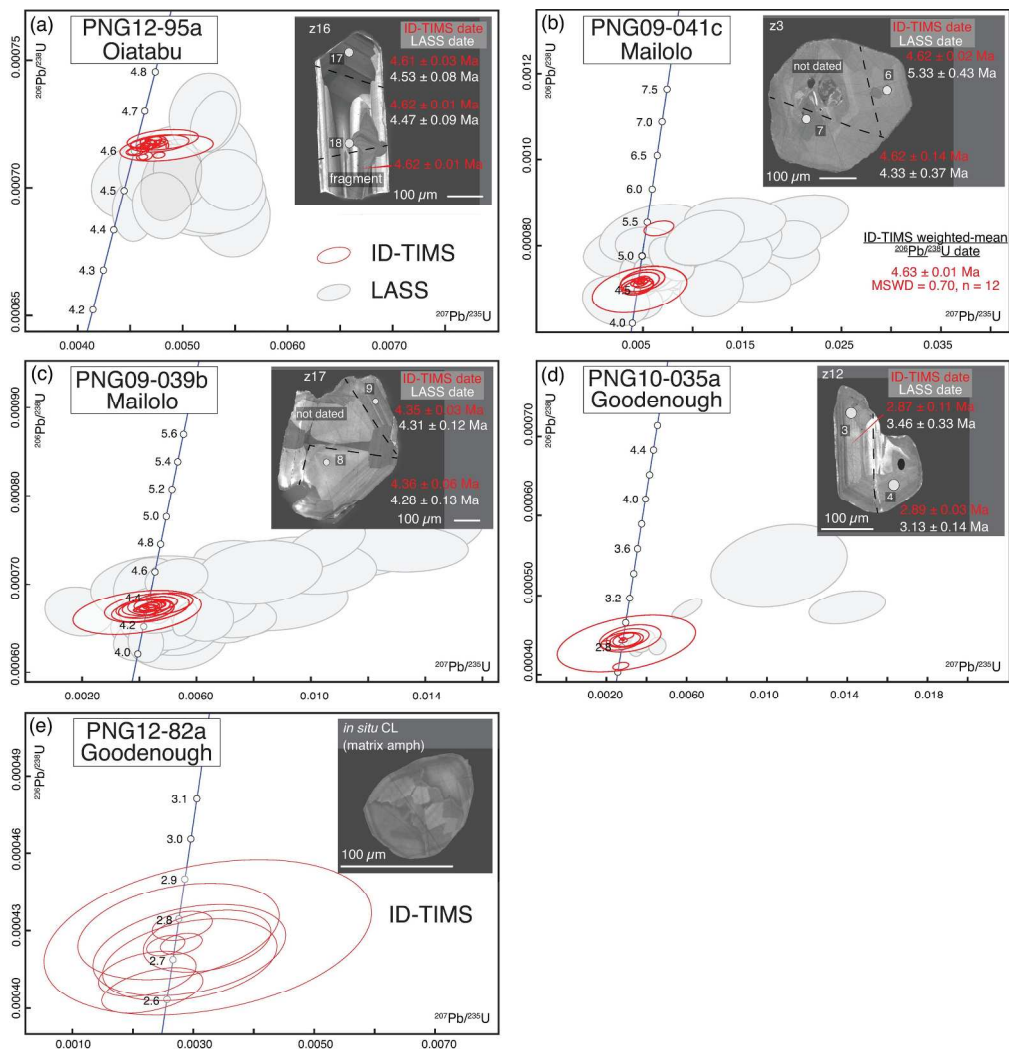 (a)
PNG12-95a
Oiatabu
z16
ID-TIMS date
LASS date
17
4.61 ± 0.03 Ma
4.53 ± 0.08 Ma
4.62 ± 0.01 Ma
4.47 ± 0.09 Ma
18
4.62 ± 0.01 Ma
fragment
100 µm
ID-TIMS
LASS
206Pb/238U
0.00075
0.00070
0.00065
4.8
4.7
4.6
4.5
4.4
4.3
4.2
207Pb/235U
0.0040
0.0050
0.0060
0.0070
(b)
PNG09-041c
Mailolo
z3
ID-TIMS date
LASS date
4.62 ± 0.02 Ma
5.33 ± 0.43 Ma
not dated
6
7
4.62 ± 0.14 Ma
4.33 ± 0.37 Ma
100 µm
ID-TIMS weighted-mean
206Pb/238U date
4.63 ± 0.01 Ma
MSWD = 0.70, n = 12
206Pb/238U
0.0012
0.0010
0.00080
7.5
7.0
6.5
6.0
5.5
5.0
4.5
4.0
207Pb/235U
0.005
0.015
0.025
0.035
(c)
PNG09-039b
Mailolo
z17
ID-TIMS date
LASS date
9
not dated
4.35 ± 0.03 Ma
4.31 ± 0.12 Ma
8
4.36 ± 0.06 Ma
4.26 ± 0.13 Ma
100 µm
206Pb/238U
0.00090
0.00080
0.00070
0.00060
5.6
5.4
5.2
5.0
4.8
4.6
4.4
4.2
4.0
207Pb/235U
0.0020
0.0060
0.010
0.014
(d)
PNG10-035a
Goodenough
z12
ID-TIMS date
LASS date
3
2.87 ± 0.11 Ma
3.46 ± 0.33 Ma
4
2.89 ± 0.03 Ma
3.13 ± 0.14 Ma
100 µm
206Pb/238U
0.00070
0.00060
0.00050
0.00040
4.4
4.0
3.6
3.2
2.8
207Pb/235U
0.0020
0.0060
0.010
0.014
0.018
(e)
PNG12-82a
Goodenough
in situ CL
(matrix amph)
100 µm
ID-TIMS
206Pb/238U
0.00049
0.00046
0.00043
0.00040
3.1
3.0
2.9
2.8
2.7
2.6
207Pb/235U
0.0010
0.0030
0.0050
0.0070